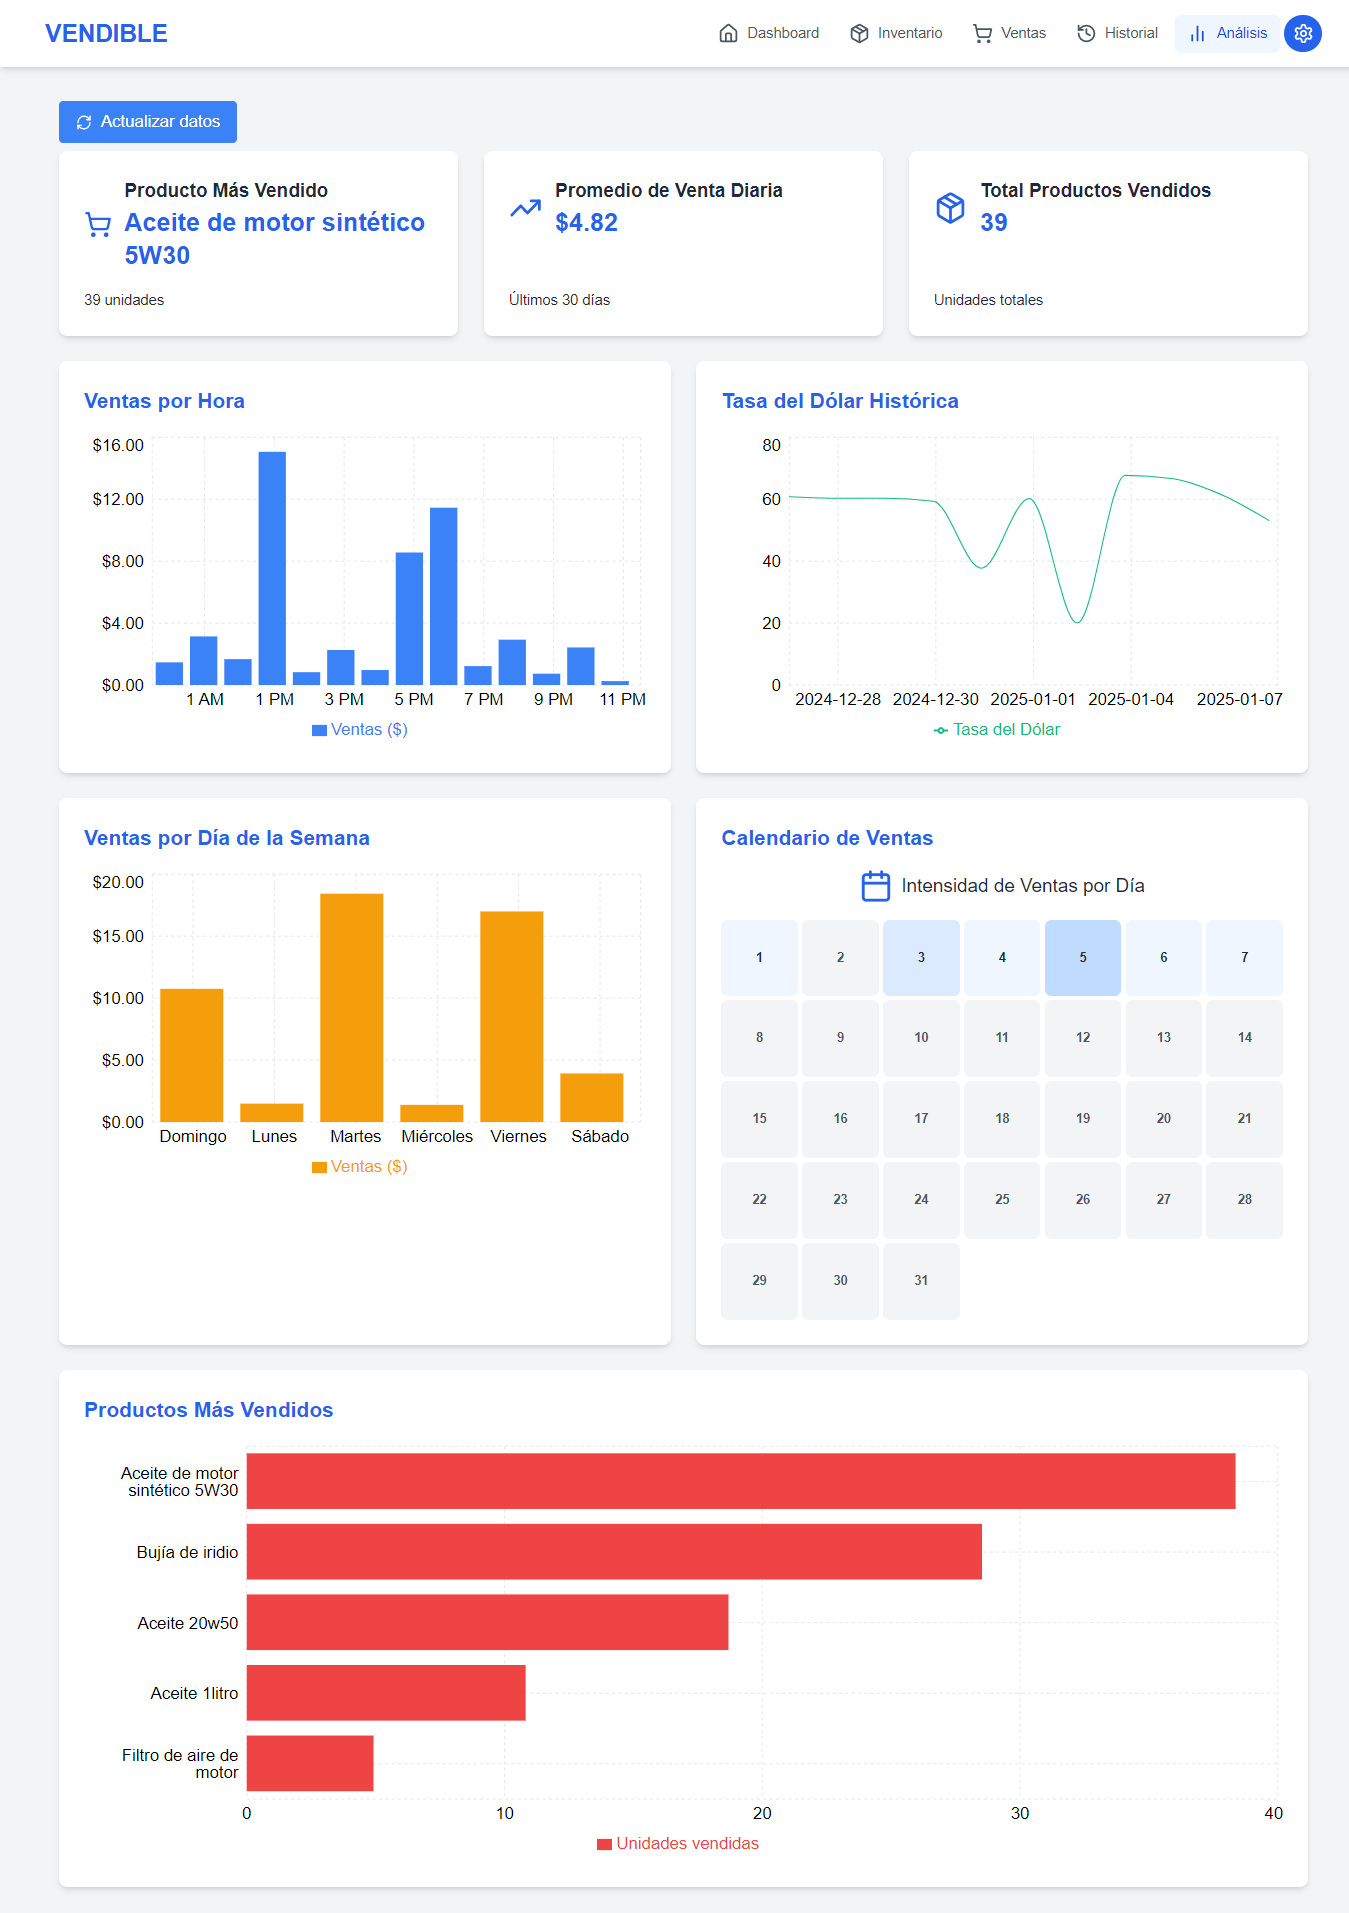 VENDIBLE
Dashboard
Inventario
Ventas
Historial
Análisis
Actualizar datos
Producto Más Vendido
Aceite de motor sintético
5W30
39 unidades
Promedio de Venta Diaria
$4.82
Últimos 30 días
Total Productos Vendidos
39
Unidades totales
Ventas por Hora
$16.00
$12.00
$8.00
$4.00
$0.00
1 AM 1 PM 3 PM 5 PM 7 PM 9 PM 11 PM
Ventas ($)
Tasa del Dólar Histórica
80
60
40
20
0
2024-12-28 2024-12-30 2025-01-01 2025-01-04 2025-01-07
Tasa del Dólar
Ventas por Día de la Semana
$20.00
$15.00
$10.00
$5.00
$0.00
Domingo Lunes Martes Miércoles Viernes Sábado
Ventas ($)
Calendario de Ventas
Intensidad de Ventas por Día
1 2 3 4 5 6 7
8 9 10 11 12 13 14
15 16 17 18 19 20 21
22 23 24 25 26 27 28
29 30 31
Productos Más Vendidos
Aceite de motor
sintético 5W30
Bujía de iridio
Aceite 20w50
Aceite 1litro
Filtro de aire de
motor
0 10 20 30 40
Unidades vendidas